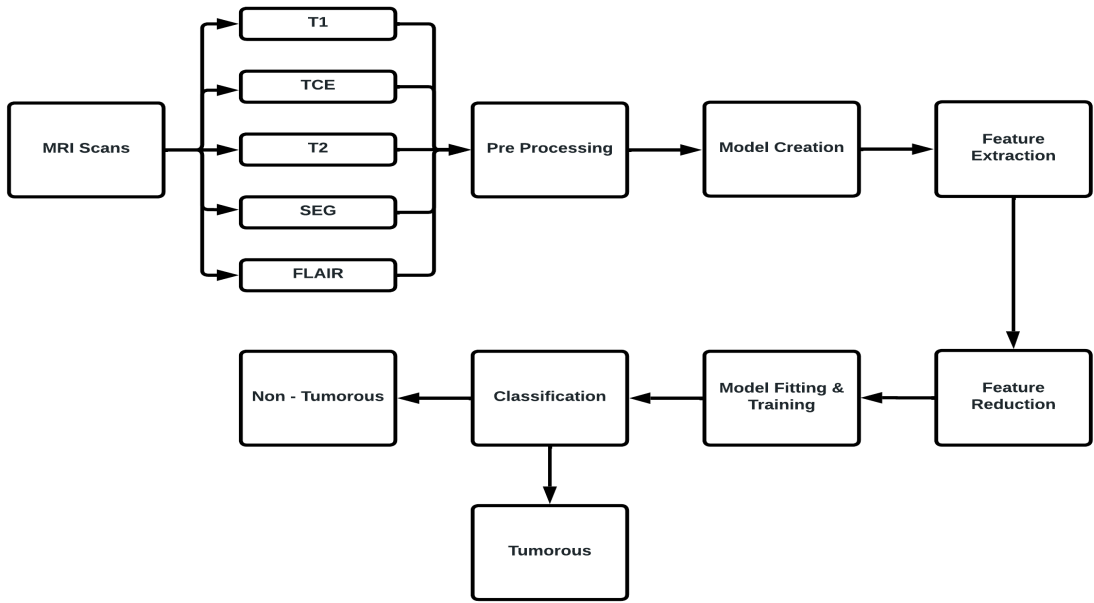 T1
TCE
MRI Scans
T2
SEG
FLAIR
Pre Processing
Model Creation
Feature
Extraction
Feature
Reduction
Model Fitting &
Training
Classification
Non - Tumorous
Tumorous